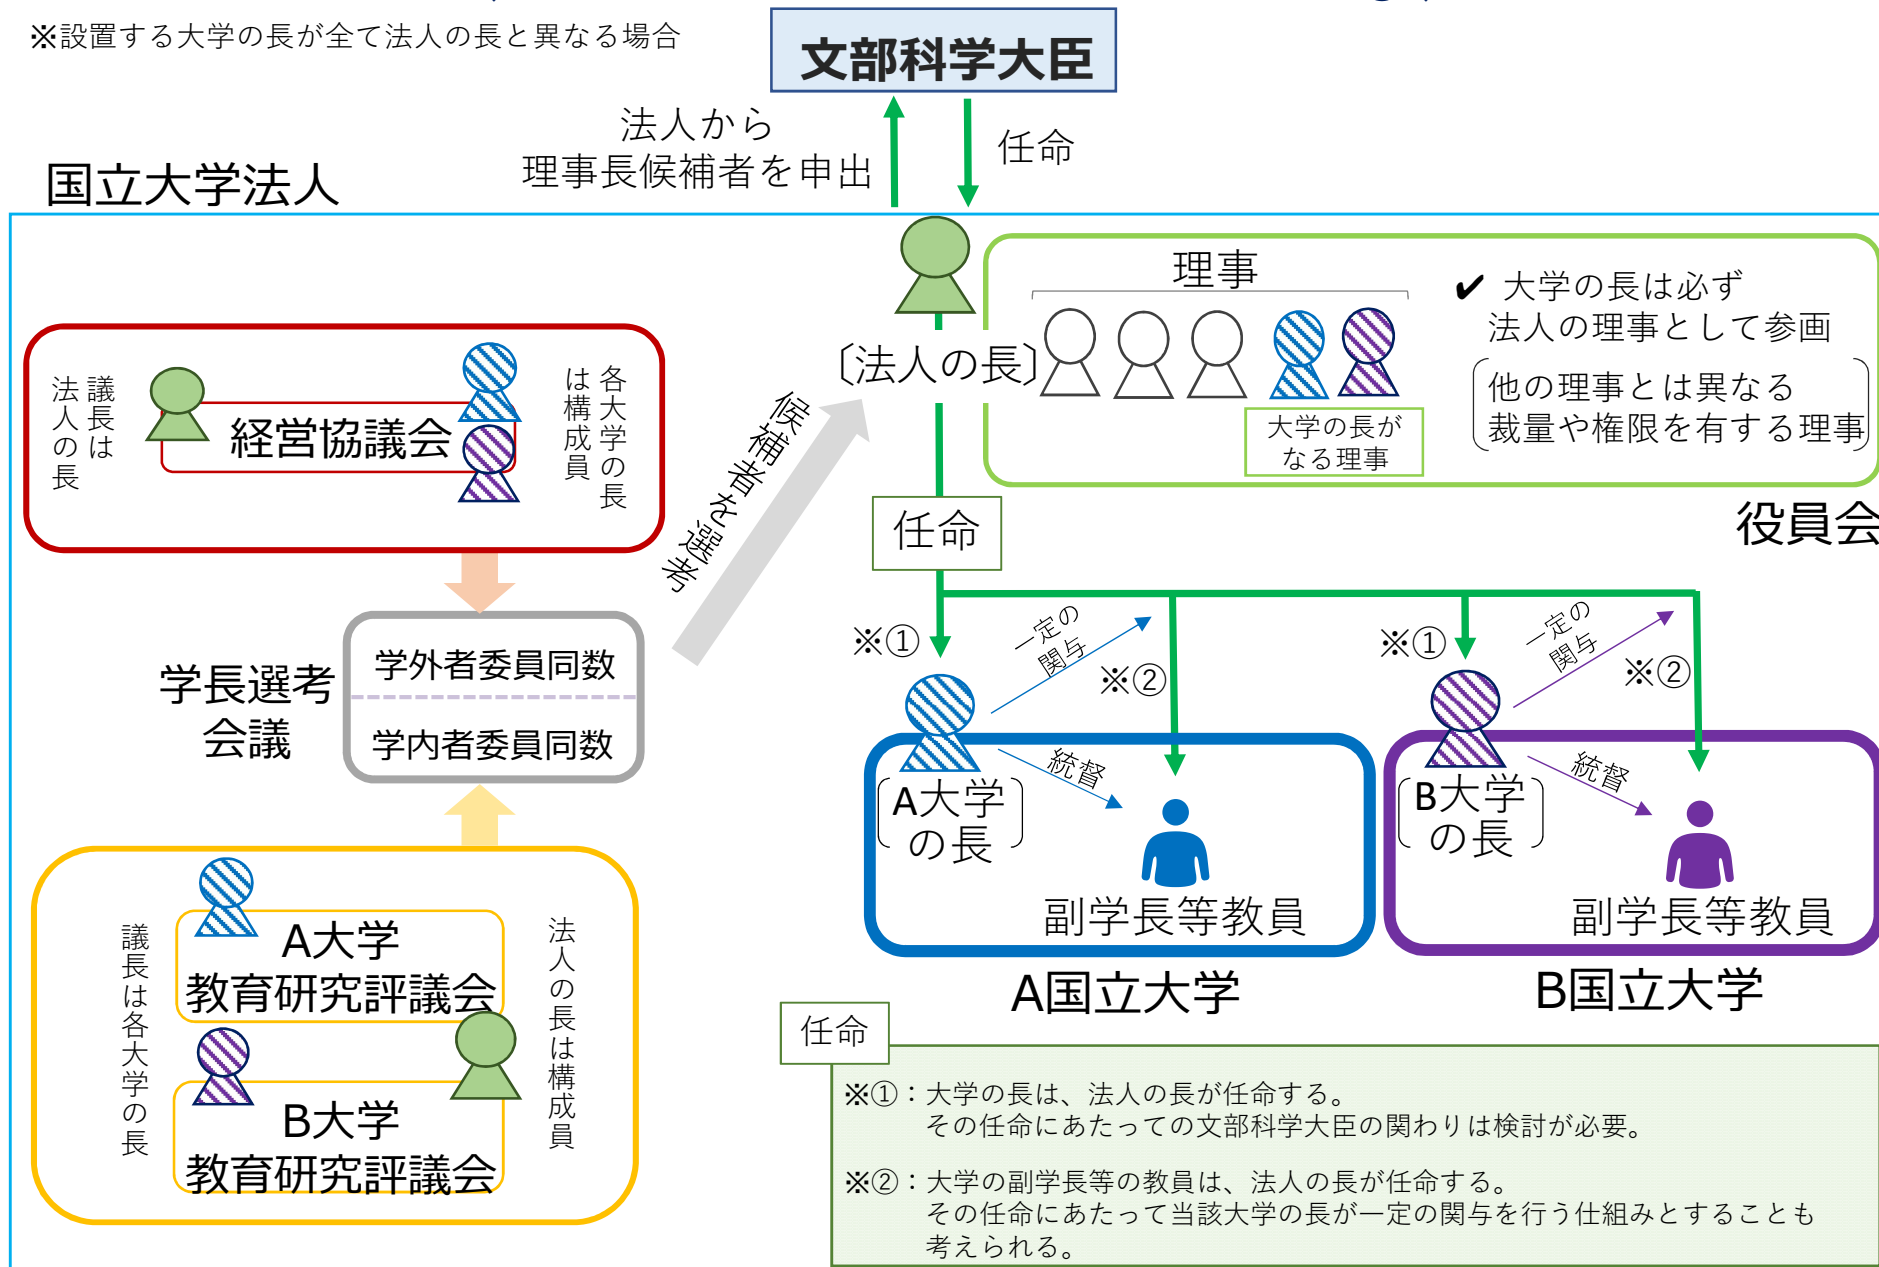 ※設置する大学の長が全て法人の長と異なる場合
文部科学大臣
法人から
理事長候補者を申出
任命
国立大学法人
理事
✔ 大学の長は必ず
法人の理事として参画
他の理事とは異なる
裁量や権限を有する理事
〔法人の長〕
大学の長が
なる理事
役員会
議長は
法人の長
経営協議会
各大学の長
は構成員
候補者を選考
任命
学長選考
会議
学外者委員同数
学内者委員同数
※①
一定の
関与
※②
統督
A大学
の長
副学長等教員
A国立大学
※①
一定の
関与
※②
統督
B大学
の長
副学長等教員
B国立大学
議長は各大学の長
A大学
教育研究評議会
B大学
教育研究評議会
法人の長は構成員
任命
※①：大学の長は、法人の長が任命する。
その任命にあたっての文部科学大臣の関わりは検討が必要。
※②：大学の副学長等の教員は、法人の長が任命する。
その任命にあたって当該大学の長が一定の関与を行う仕組みとすることも
考えられる。